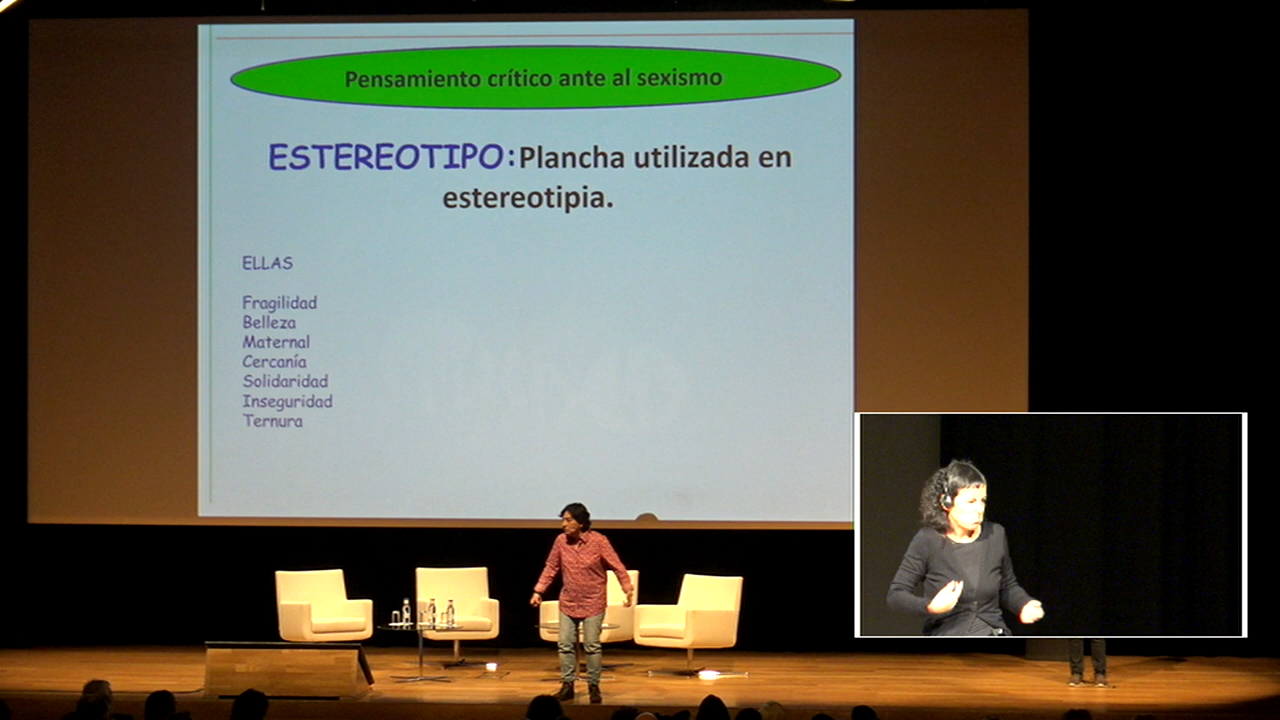 Pensamiento crítico ante al sexismo
ESTEREOTIPO:Plancha utilizada en
estereotipia.
ELLAS
Fragilidad
Belleza
Maternal
Cercanía
Solidaridad
Inseguridad
Ternura